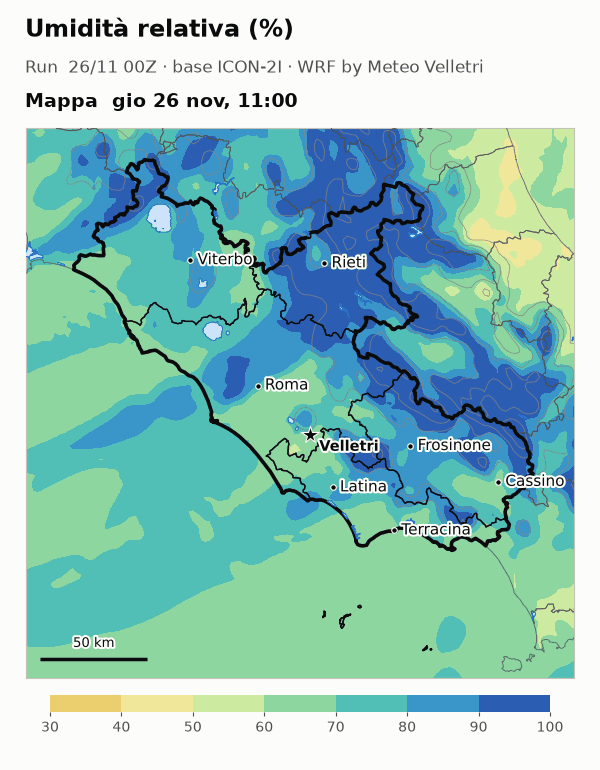 Umidità relativa (%)
Run  26/11 00Z · base ICON-2I · WRF by Meteo Velletri
Mappa  gio 26 nov, 11:00
Viterbo
Rieti
Roma
Velletri
Frosinone
Cassino
Latina
Terracina
50 km
30 40 50 60 70 80 90 100